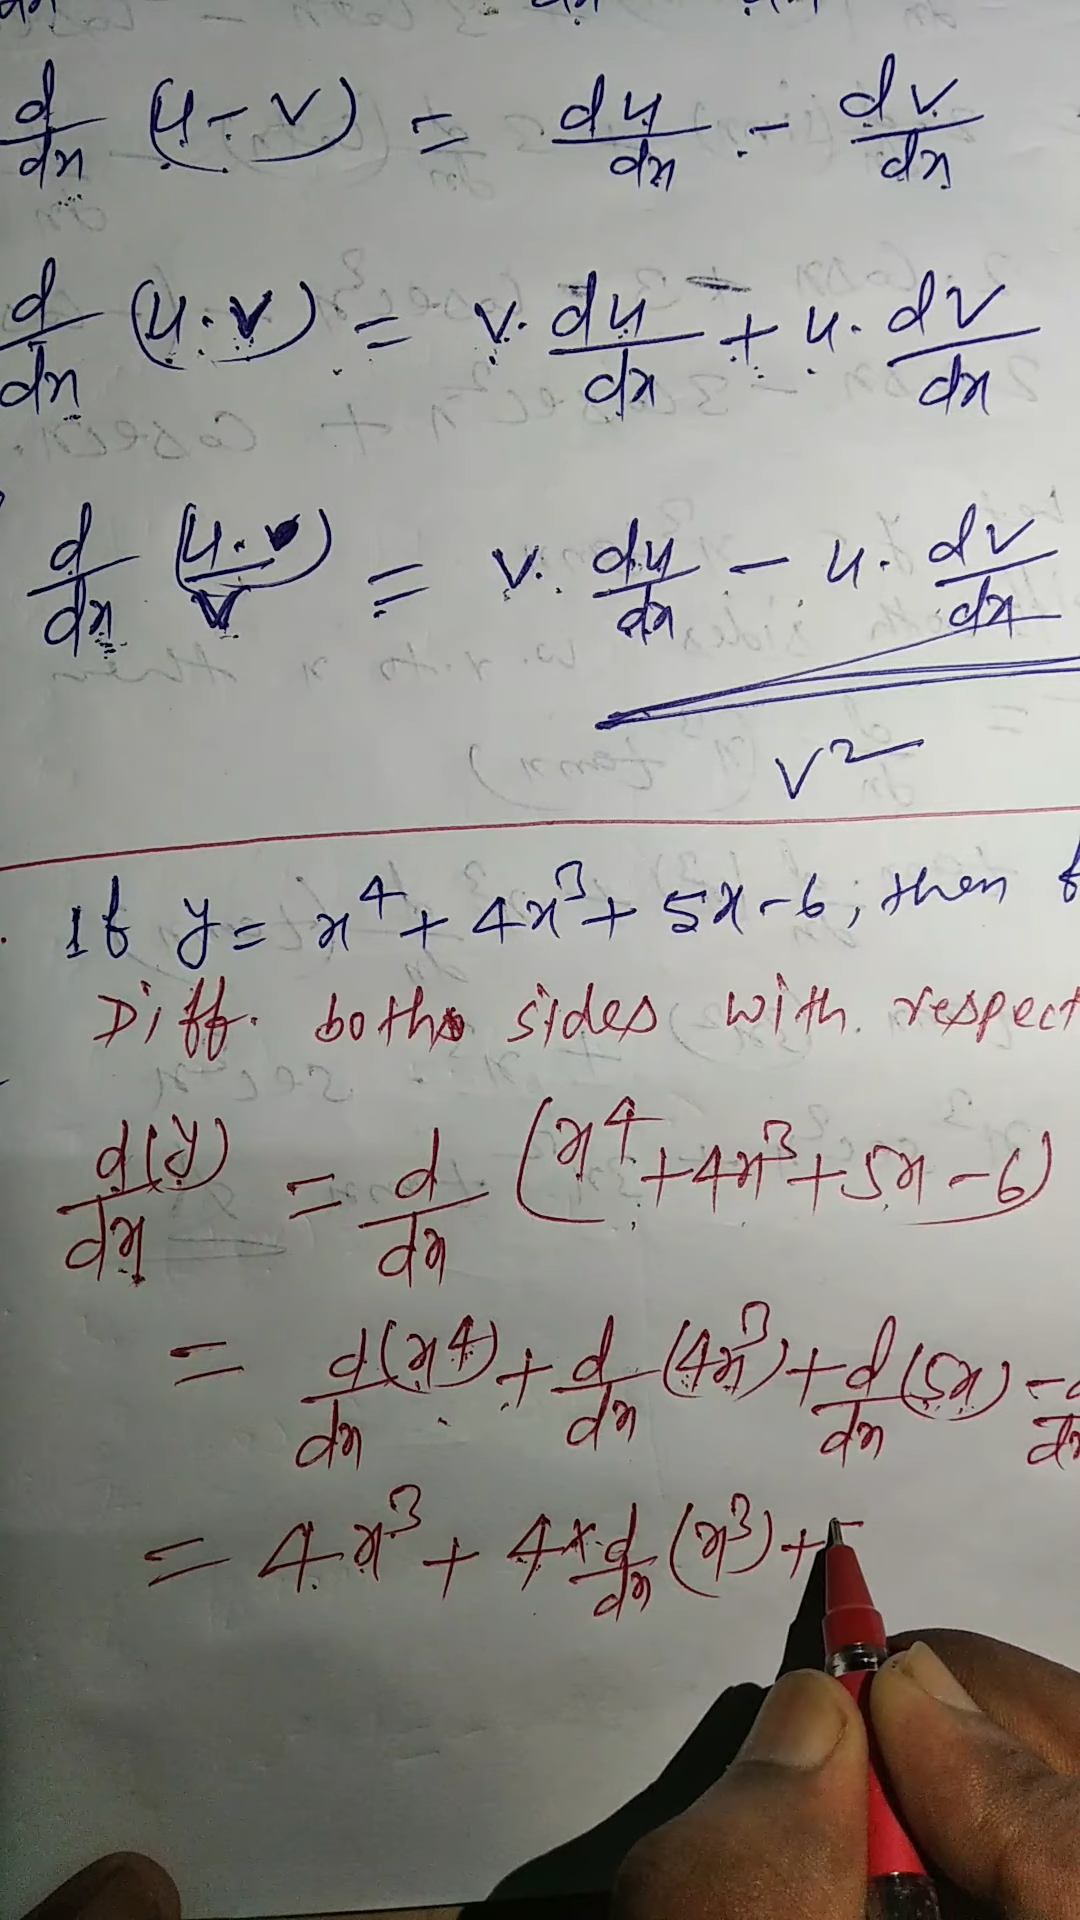 d/dx (u - v) = du/dx - dv/dx
d/dx (u . v) = v. du/dx + u. dv/dx
d/dx (u/v) = v. du/dx - u. dv/dx
v²
If y = x⁴ + 4x³ + 5x - 6, then
Diff. both sides with respect
d(y)/dx = d/dx (x⁴ + 4x³ + 5x - 6)
= d(x⁴)/dx + d/dx (4x³) + d/dx (5x) -
= 4x³ + 4 × d/dx (x³) +